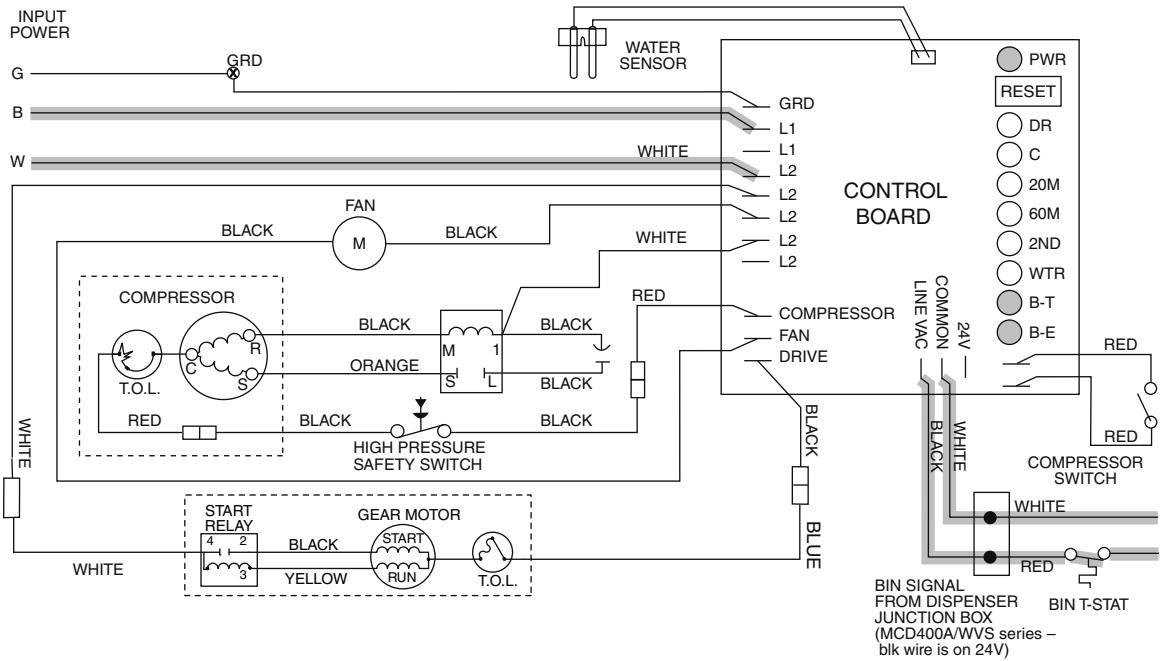 INPUT
POWER
G
GRD
B
W
WHITE
WATER
SENSOR
GRD
L1
L1
L2
L2
L2
L2
L2
CONTROL
BOARD
PWR
RESET
DR
C
20M
60M
2ND
WTR
B-T
B-E
FAN
M
BLACK
BLACK
WHITE
COMPRESSOR
R
C
S
T.O.L.
BLACK
ORANGE
M
1
S
L
BLACK
BLACK
RED
COMPRESSOR
FAN
DRIVE
LINE VAC
COMMON
24V
RED
RED
COMPRESSOR
SWITCH
RED
BLACK
BLACK
HIGH PRESSURE
SAFETY SWITCH
WHITE
BLACK
BLACK
WHITE
START
RELAY
4
2
3
BLACK
YELLOW
GEAR MOTOR
START
RUN
T.O.L.
BLUE
WHITE
WHITE
RED
BIN T-STAT
BIN SIGNAL
FROM DISPENSER
JUNCTION BOX
(MCD400A/WVS series –
blk wire is on 24V)